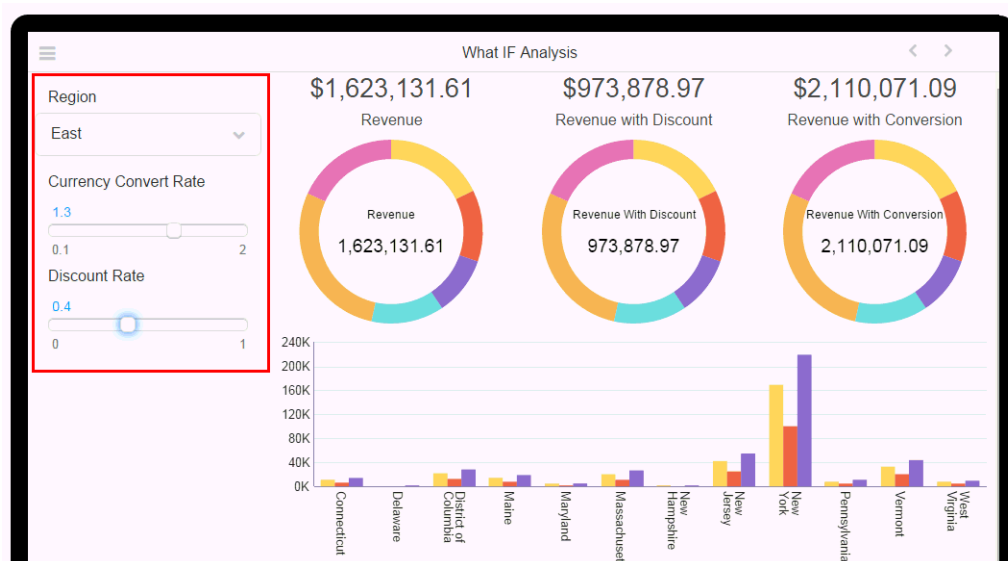 What IF Analysis
Region
East
Currency Convert Rate
1.3
0.1 2
Discount Rate
0.4
0 1
$1,623,131.61 $973,878.97 $2,110,071.09
Revenue Revenue with Discount Revenue with Conversion
Revenue Revenue With Discount Revenue With Conversion
1,623,131.61 973,878.97 2,110,071.09
240K
200K
160K
120K
80K
40K
0K
Connecticut
Delaware
District of
Columbia
Maine
Maryland
Massachuset
New
Hampshire
New
Jersey
New
York
Pennsylvania
Vermont
West
Virginia